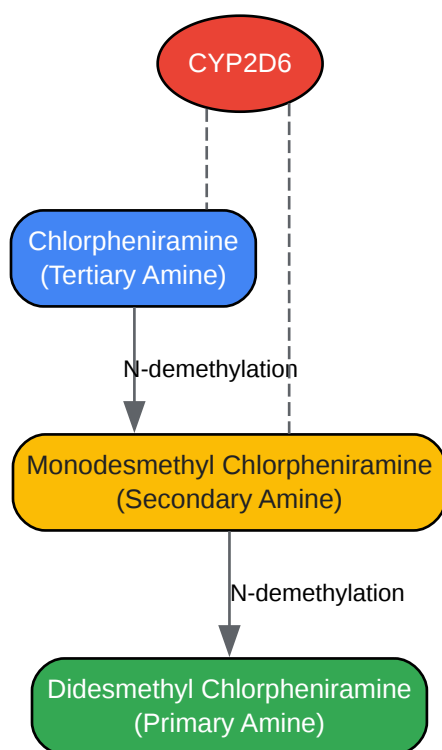 CYP2D6
Chlorpheniramine
(Tertiary Amine)
N-demethylation
Monodesmethyl Chlorpheniramine
(Secondary Amine)
N-demethylation
Didesmethyl Chlorpheniramine
(Primary Amine)